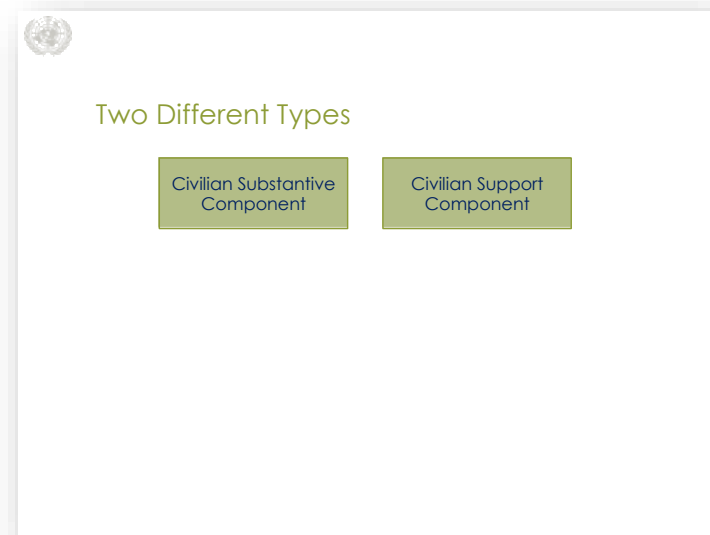 Two Different Types
Civilian Substantive
Component
Civilian Support
Component